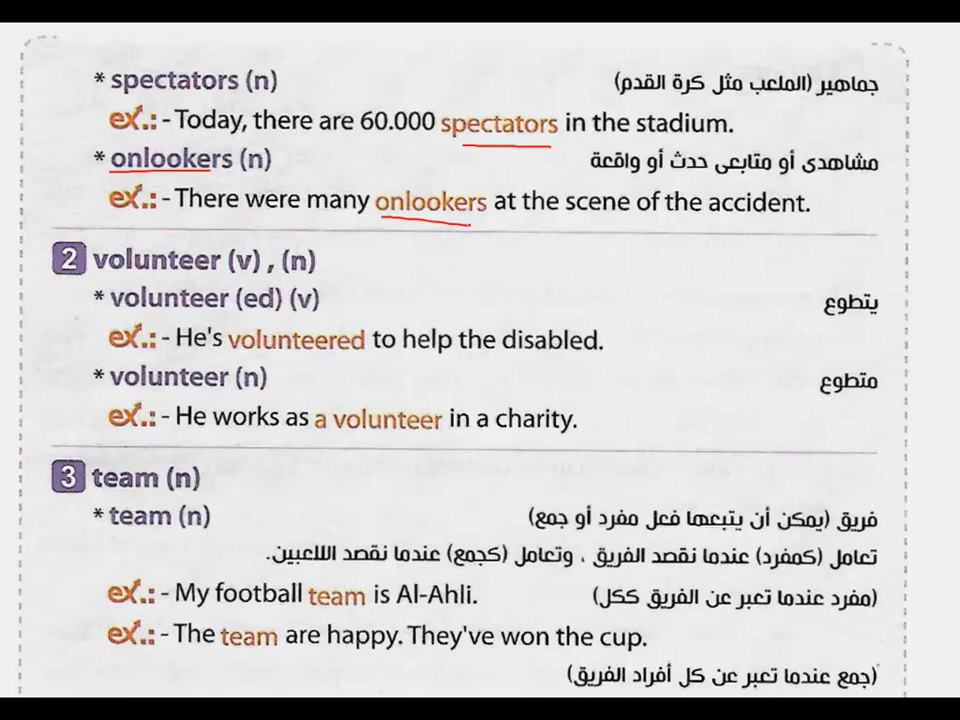 * spectators (n) جماهير (الملعب مثل كرة القدم)
ex.: - Today, there are 60.000 spectators in the stadium.
* onlookers (n) مشاهدى أو متابعى حدث أو واقعة
ex.: - There were many onlookers at the scene of the accident.
2 volunteer (v) , (n)
* volunteer (ed) (v) يتطوع
ex.: - He's volunteered to help the disabled.
* volunteer (n) متطوع
ex.: - He works as a volunteer in a charity.
3 team (n)
* team (n) فريق (يمكن أن يتبعها فعل مفرد أو جمع)
تعامل (كمفرد) عندما نقصد الفريق ، وتعامل (كجمع) عندما نقصد اللاعبين.
ex.: - My football team is Al-Ahli. (مفرد عندما تعبر عن الفريق ككل)
ex.: - The team are happy. They've won the cup.
(جمع عندما تعبر عن كل أفراد الفريق)